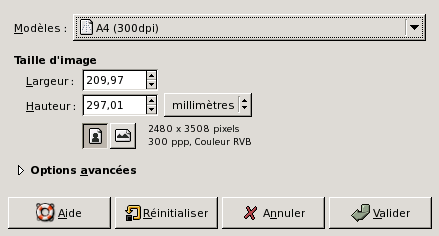 Modèles : A4 (300dpi)
Taille d'image
Largeur : 209,97
Hauteur : 297,01 millimètres
2480 x 3508 pixels
300 ppp, Couleur RVB
Options avancées
Aide Réinitialiser Annuler Valider